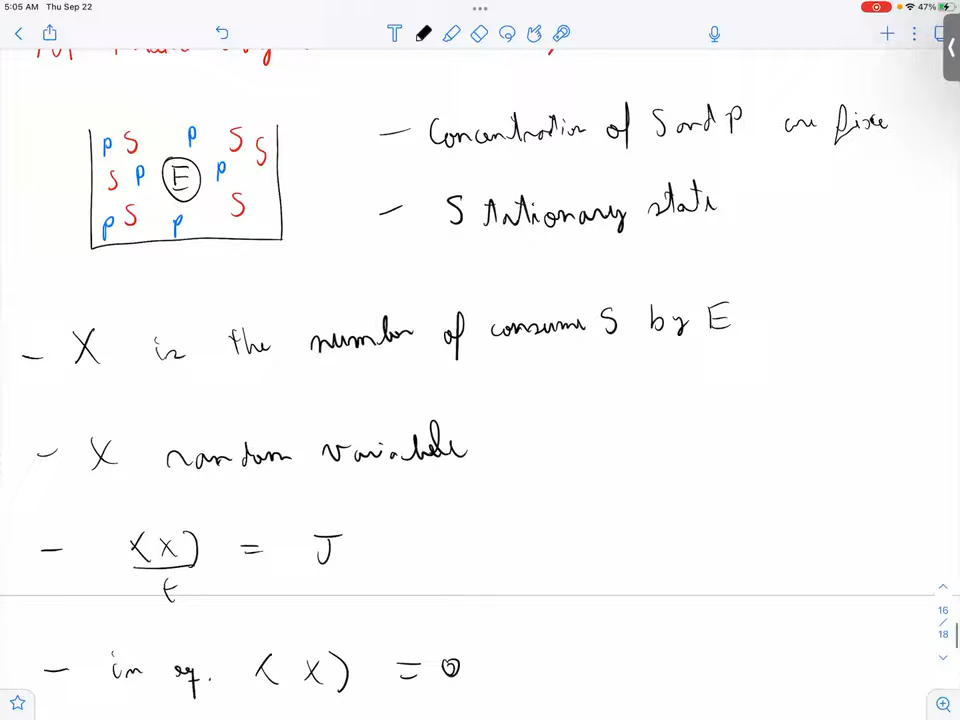 5:05 AM Thu Sep 22
47%
P S P S S
S P E P
P S P S
- Concentration of S and P are fixe
- Stationary state
- X is the number of consume S by E
- X random variable
- ⟨X⟩ / t = J
- in eq. ⟨X⟩ = 0
16
/
18